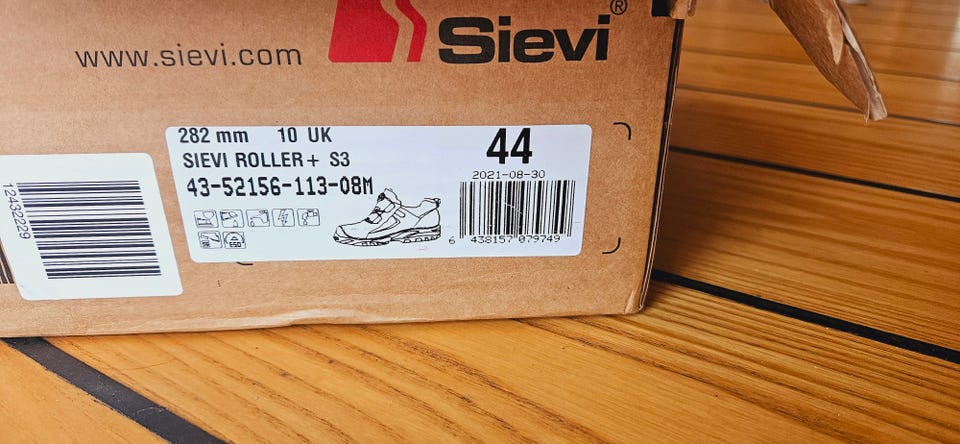 www.sievi.com
Sievi®
282 mm 10 UK
SIEVI ROLLER+ S3
43-52156-113-08M
44
2021-08-30
6 438157 079749
ESD
12432229